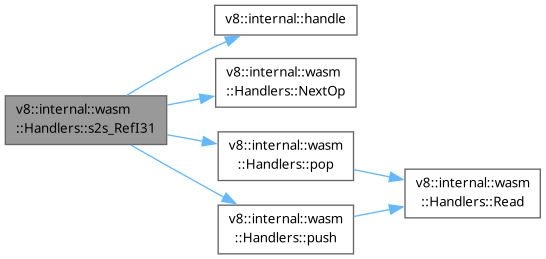 v8::internal::handle
v8::internal::wasm
::Handlers::NextOp
v8::internal::wasm
::Handlers::s2s_RefI31
v8::internal::wasm
::Handlers::pop
v8::internal::wasm
::Handlers::Read
v8::internal::wasm
::Handlers::push